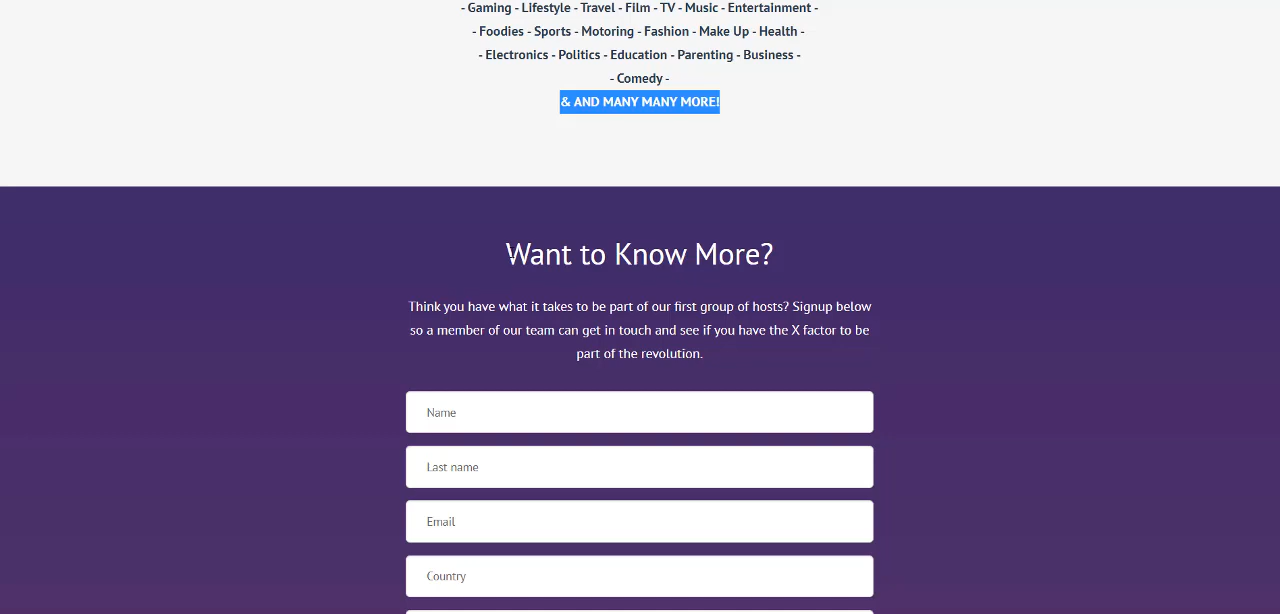 - Gaming - Lifestyle - Travel - Film - TV - Music - Entertainment -
- Foodies - Sports - Motoring - Fashion - Make Up - Health -
- Electronics - Politics - Education - Parenting - Business -
- Comedy -
& AND MANY MANY MORE!
Want to Know More?
Think you have what it takes to be part of our first group of hosts? Signup below
so a member of our team can get in touch and see if you have the X factor to be
part of the revolution.
Name
Last name
Email
Country